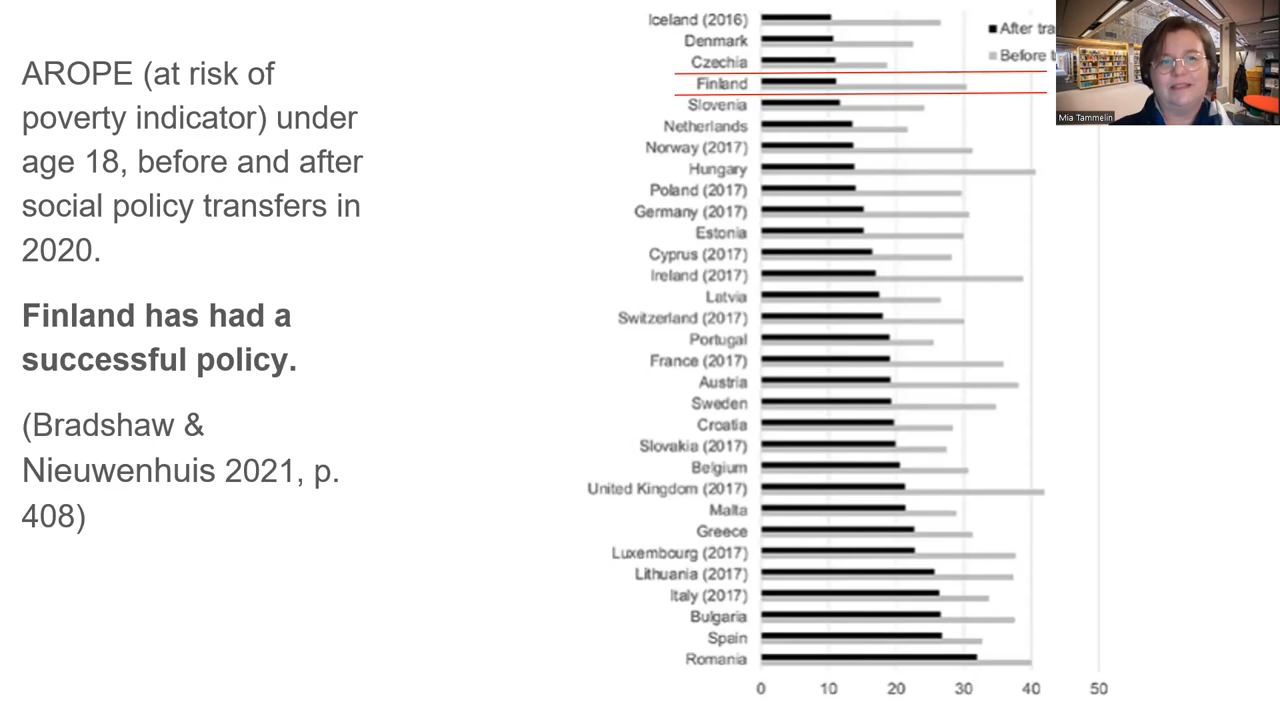 AROPE (at risk of
poverty indicator) under
age 18, before and after
social policy transfers in
2020.
Finland has had a
successful policy.
(Bradshaw &
Nieuwenhuis 2021, p.
408)
Iceland (2016)
Denmark
Czechia
Finland
Slovenia
Netherlands
Norway (2017)
Hungary
Poland (2017)
Germany (2017)
Estonia
Cyprus (2017)
Ireland (2017)
Latvia
Switzerland (2017)
Portugal
France (2017)
Austria
Sweden
Croatia
Slovakia (2017)
Belgium
United Kingdom (2017)
Malta
Greece
Luxembourg (2017)
Lithuania (2017)
Italy (2017)
Bulgaria
Spain
Romania
0 10 20 30 40 50
After tra
Before t
Mia Tammelin